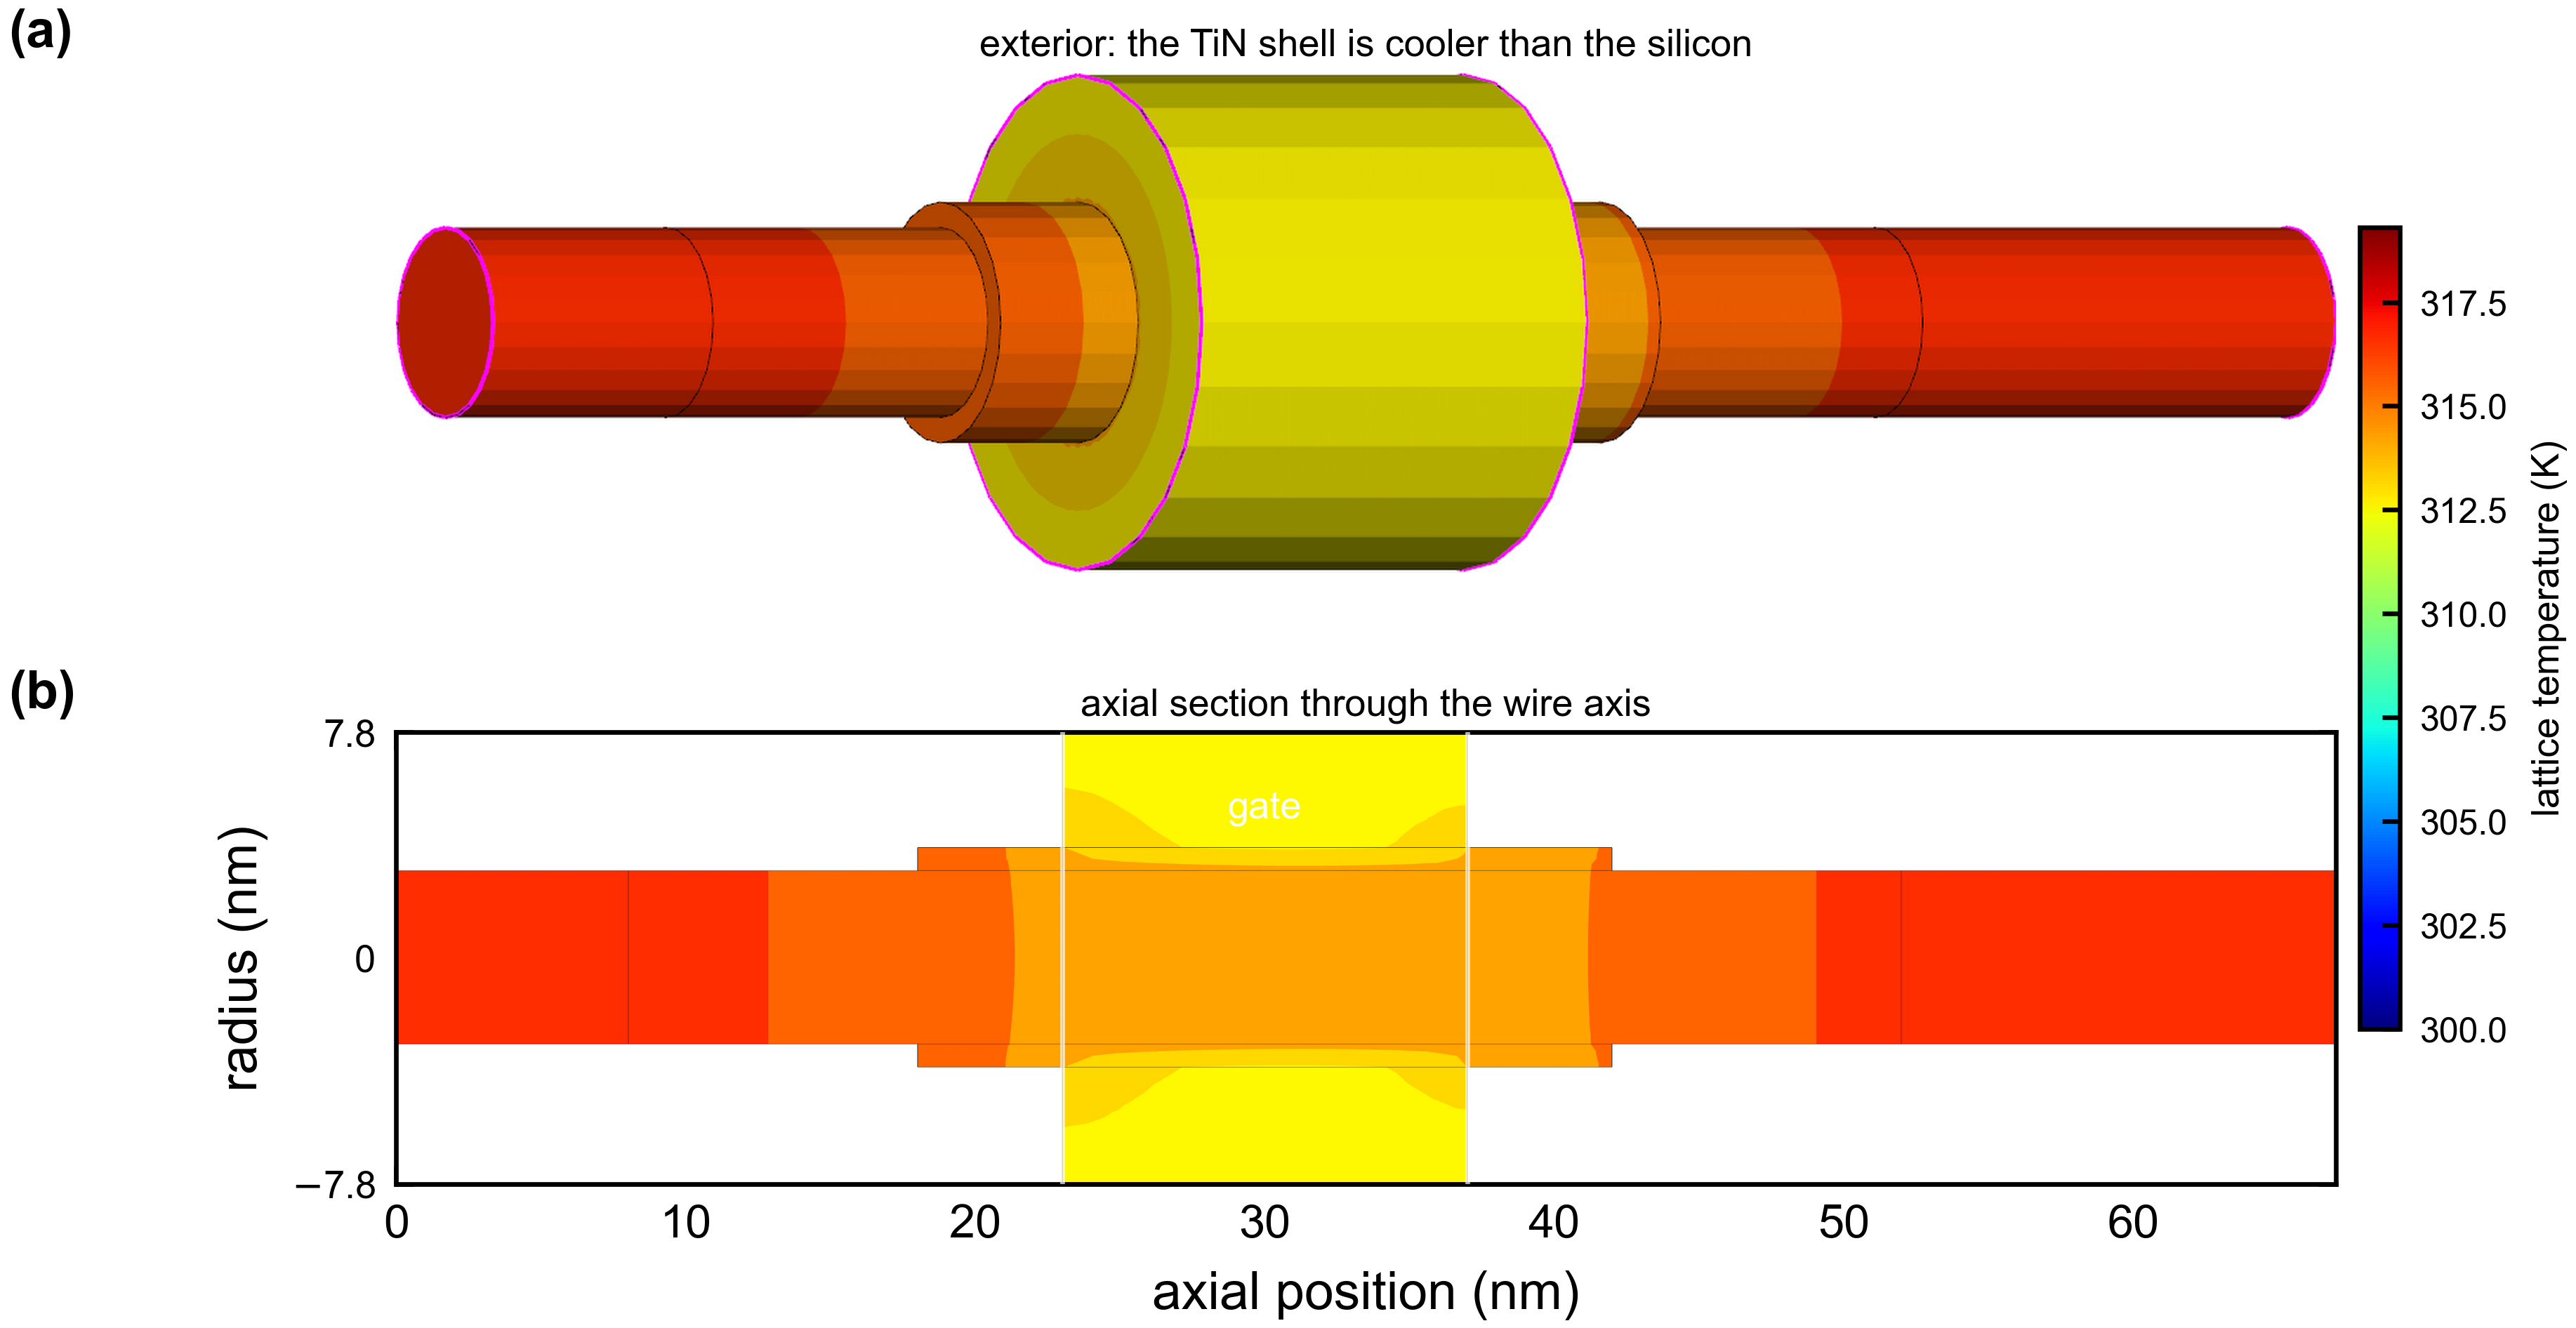 (a)
exterior: the TiN shell is cooler than the silicon
317.5
315.0
312.5
310.0
307.5
305.0
302.5
300.0
lattice temperature (K)
(b)
axial section through the wire axis
7.8
0
−7.8
radius (nm)
gate
0 10 20 30 40 50 60
axial position (nm)